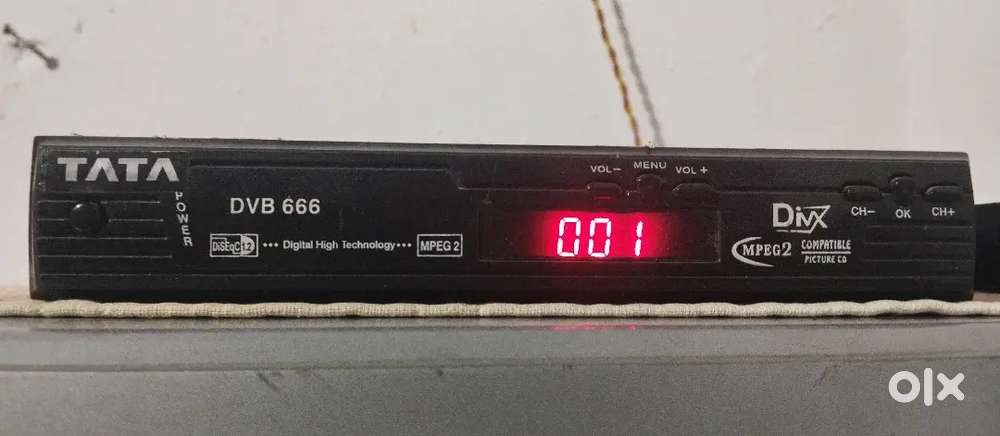 TATA
POWER
DVB 666
DiSEqC 1.2 ••• Digital High Technology ••• MPEG 2
VOL- MENU VOL +
001
DivX
MPEG2 COMPATIBLE
PICTURE CD
CH- OK CH+
olx